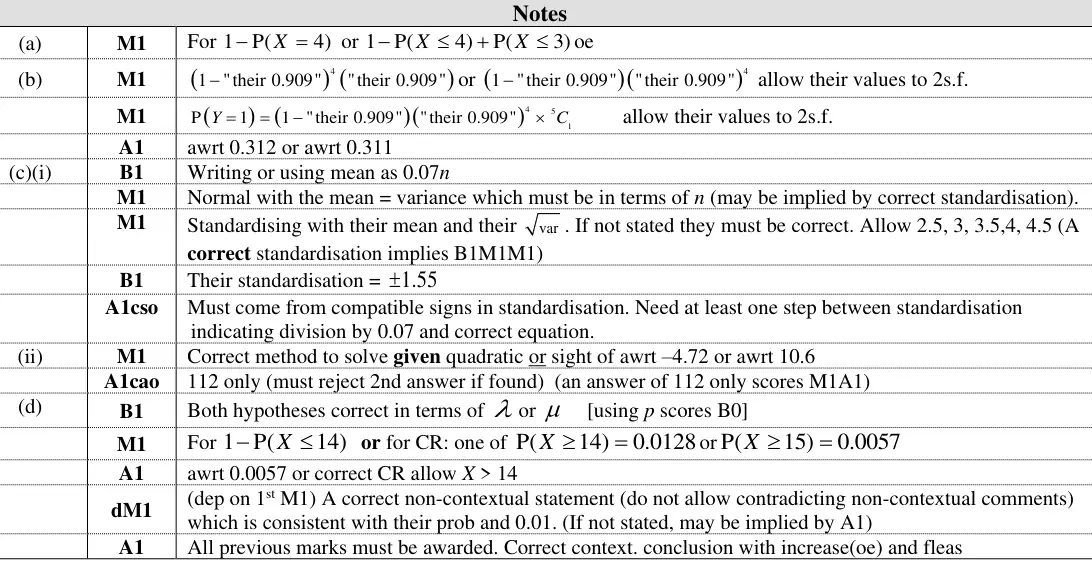 Notes
(a) M1 For 1 – P(X = 4) or 1 – P(X ≤ 4) + P(X ≤ 3) oe
(b) M1 (1 – "their 0.909")⁴ ("their 0.909") or (1 – "their 0.909")("their 0.909")⁴ allow their values to 2s.f.
M1 P(Y = 1) = (1 – "their 0.909")("their 0.909")⁴ × ⁵C₁ allow their values to 2s.f.
A1 awrt 0.312 or awrt 0.311
(c)(i) B1 Writing or using mean as 0.07n
M1 Normal with the mean = variance which must be in terms of n (may be implied by correct standardisation).
M1 Standardising with their mean and their √var . If not stated they must be correct. Allow 2.5, 3, 3.5,4, 4.5 (A
correct standardisation implies B1M1M1)
B1 Their standardisation = ±1.55
A1cso Must come from compatible signs in standardisation. Need at least one step between standardisation
indicating division by 0.07 and correct equation.
(ii) M1 Correct method to solve given quadratic or sight of awrt –4.72 or awrt 10.6
A1cao 112 only (must reject 2nd answer if found) (an answer of 112 only scores M1A1)
(d) B1 Both hypotheses correct in terms of λ or μ [using p scores B0]
M1 For 1 – P(X ≤ 14) or for CR: one of P(X ≥ 14) = 0.0128 or P(X ≥ 15) = 0.0057
A1 awrt 0.0057 or correct CR allow X > 14
dM1 (dep on 1st M1) A correct non-contextual statement (do not allow contradicting non-contextual comments)
which is consistent with their prob and 0.01. (If not stated, may be implied by A1)
A1 All previous marks must be awarded. Correct context. conclusion with increase(oe) and fleas